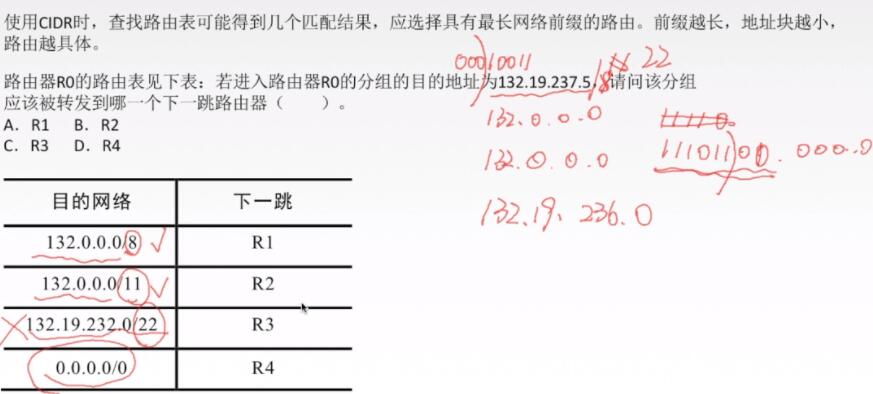 使用CIDR时，查找路由表可能得到几个匹配结果，应选择具有最长网络前缀的路由。前缀越长，地址块越小，
路由越具体。
00010011
22
路由器R0的路由表见下表：若进入路由器R0的分组的目的地址为132.19.237.5，请问该分组
应该被转发到哪一个下一跳路由器（ ）。
132.0.0.0
A. R1 B. R2
C. R3 D. R4
11101100.000..0
132.0.0.0
132.19.236.0
目的网络 下一跳
132.0.0.0/8 R1
132.0.0.0/11 R2
132.19.232.0/22 R3
0.0.0.0/0 R4